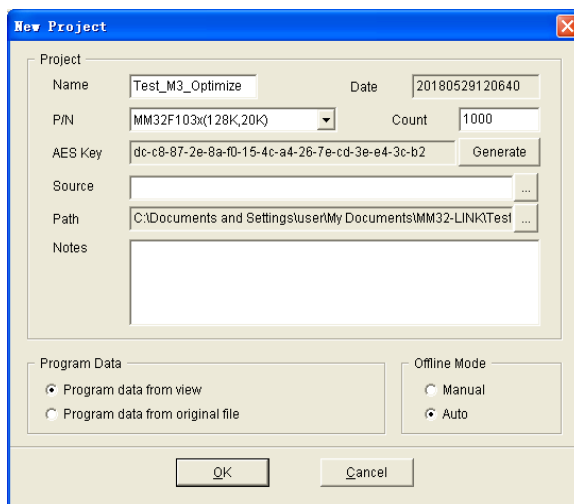 New Project
Project
Name Test_M3_Optimize Date 20180529120640
P/N MM32F103x(128K,20K) Count 1000
AES Key dc-c8-87-2e-8a-f0-15-4c-a4-26-7e-cd-3e-e4-3c-b2 Generate
Source ...
Path C:\Documents and Settings\user\My Documents\MM32-LINK\Test ...
Notes
Program Data Offline Mode
Program data from view Manual
Program data from original file Auto
OK Cancel